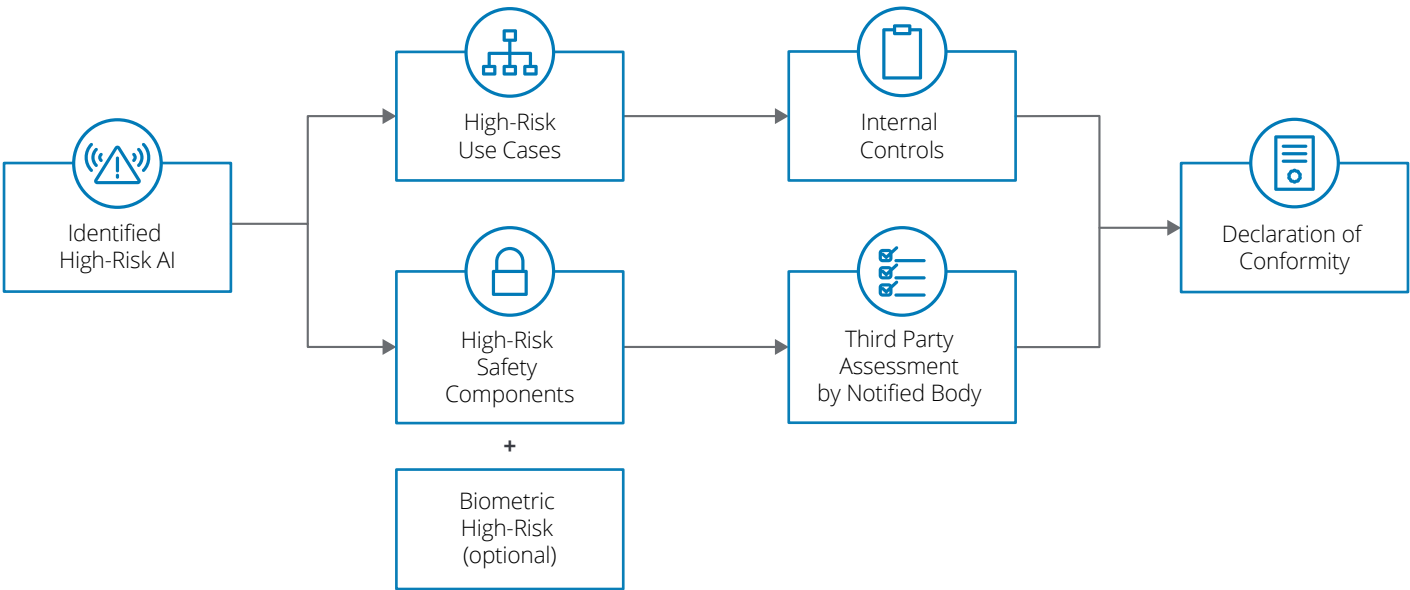 Identified
High-Risk AI
High-Risk
Use Cases
Internal
Controls
High-Risk
Safety
Components
+
Biometric
High-Risk
(optional)
Third Party
Assessment
by Notified Body
Declaration of
Conformity